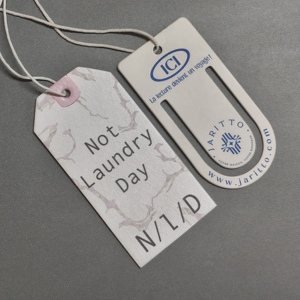 Not
Laundry
Day
N/l/D
ICI
La lecture devient un voyage!
JARITTO
www.jaritto.com